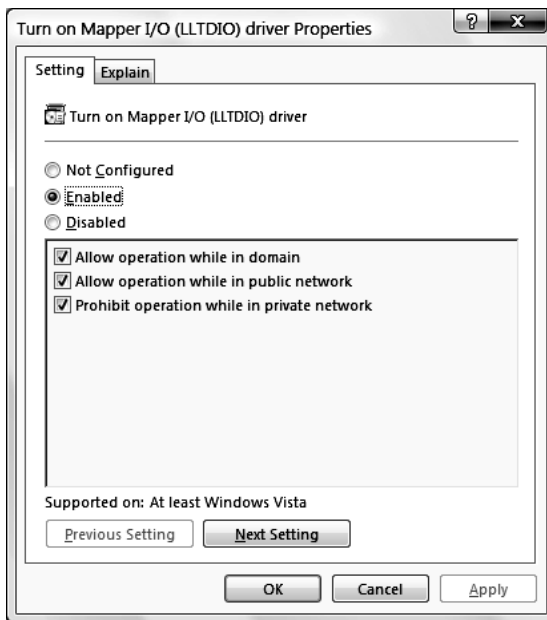 Turn on Mapper I/O (LLTDIO) driver Properties
? X
Setting Explain
Turn on Mapper I/O (LLTDIO) driver
Not Configured
Enabled
Disabled
Allow operation while in domain
Allow operation while in public network
Prohibit operation while in private network
Supported on: At least Windows Vista
Previous Setting Next Setting
OK Cancel Apply